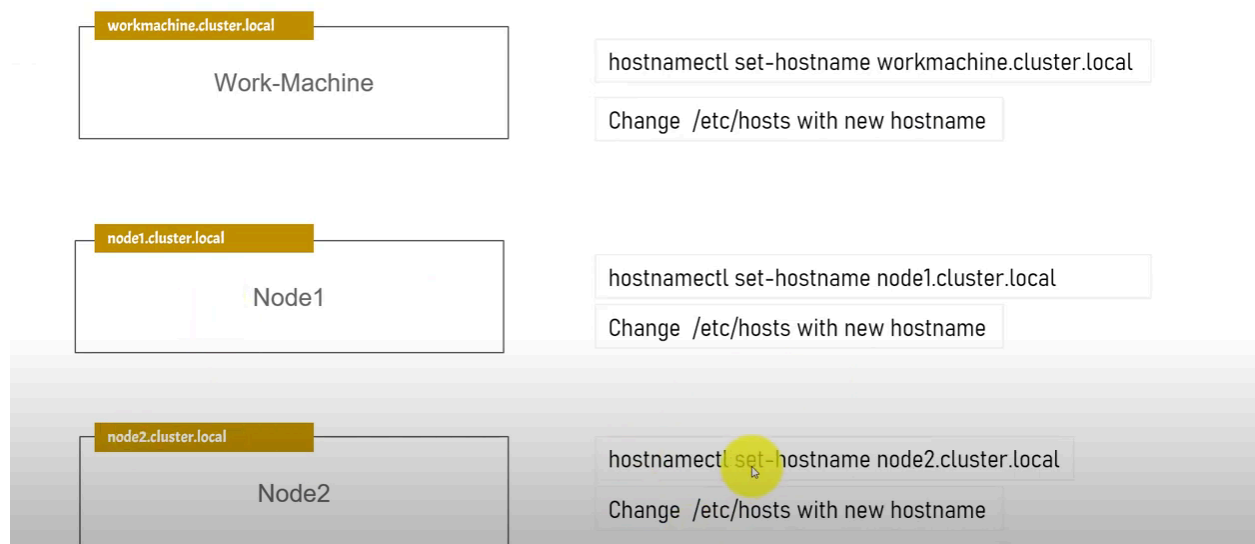 workmachine.cluster.local
Work-Machine
hostnamectl set-hostname workmachine.cluster.local
Change /etc/hosts with new hostname
node1.cluster.local
Node1
hostnamectl set-hostname node1.cluster.local
Change /etc/hosts with new hostname
node2.cluster.local
Node2
hostnamectl set-hostname node2.cluster.local
Change /etc/hosts with new hostname